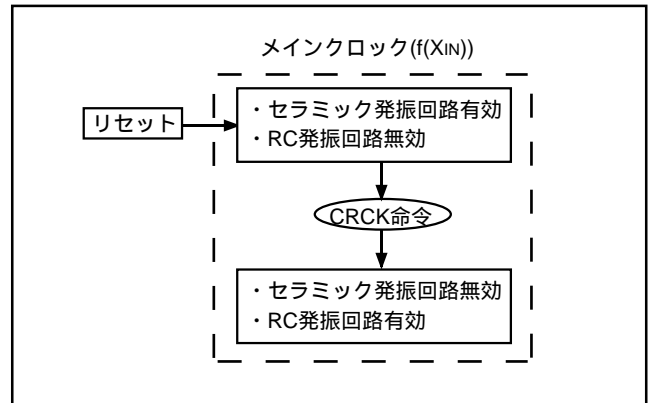 メインクロック(f(XIN))
リセット
・セラミック発振回路有効
・RC発振回路無効
CRCK命令
・セラミック発振回路無効
・RC発振回路有効